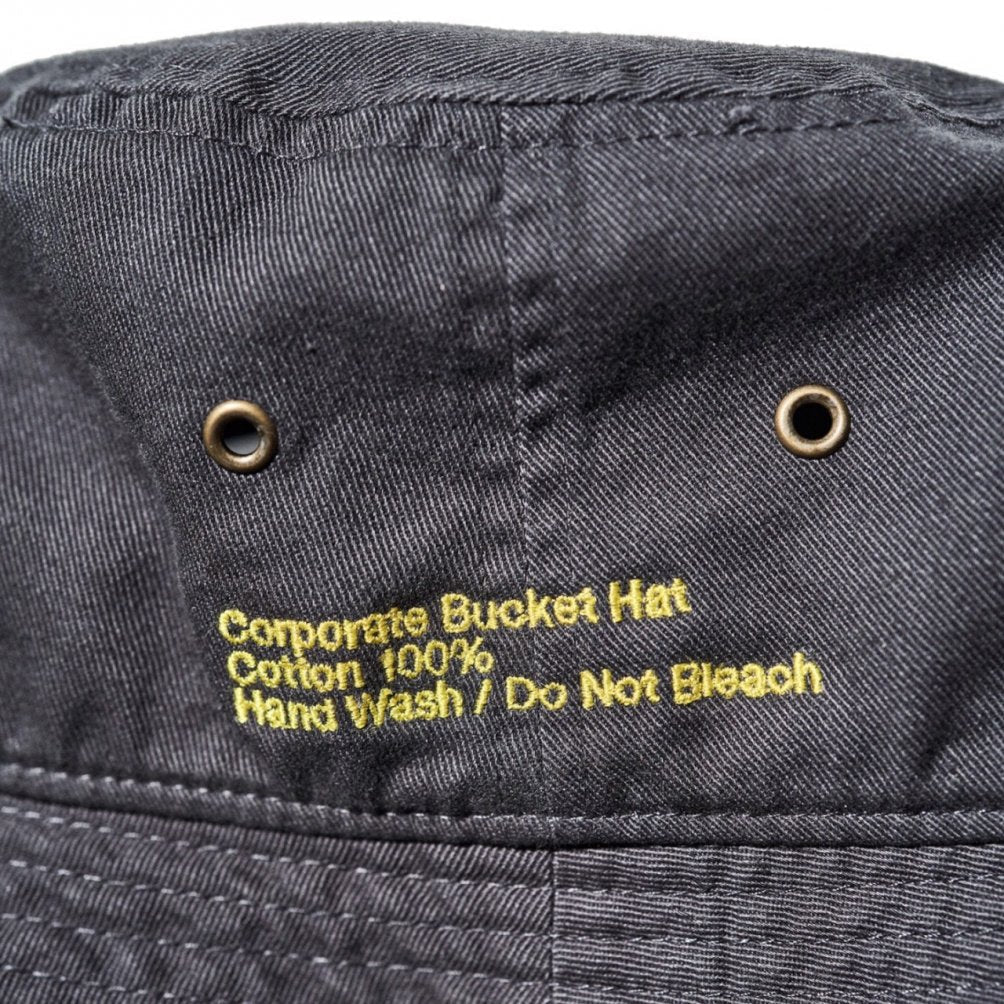 Corporate Bucket Hat
Cotton 100%
Hand Wash / Do Not Bleach